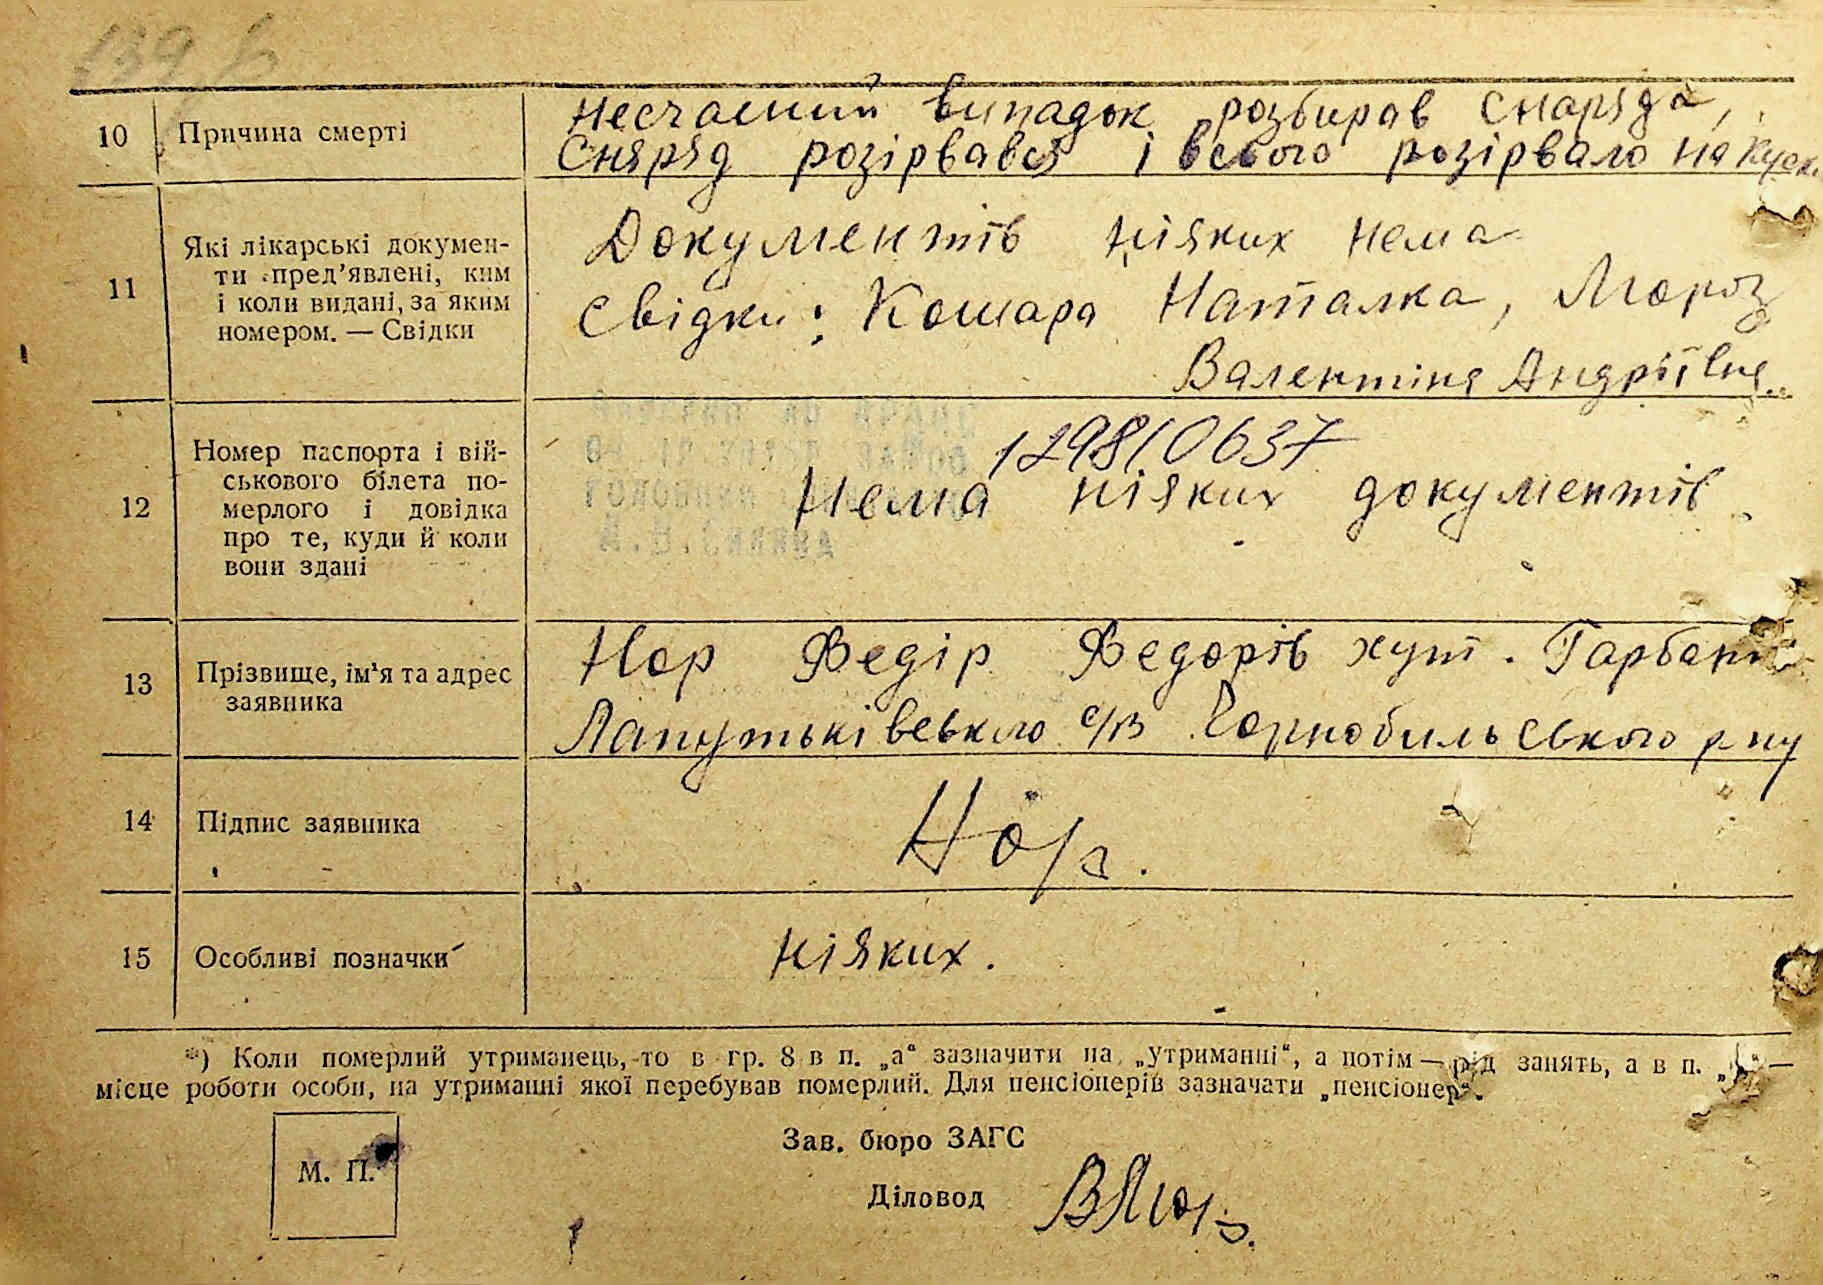 10 Причина смерті
Несчасний випадок розбирав снаряда,
Снаряд розірвався і всього розірвало на куск.
11 Які лікарські докумен-
ти пред'явлені, ким
і коли видані, за яким
номером. — Свідки
Документів ніяких нема
Свідки: Кошара Наталка, Мороз
Валентина Андріївна
12 Номер паспорта і вій-
ськового білета по-
мерлого і довідка
про те, куди й коли
вони здані
129810637
Нема ніяких документів
13 Прізвище, ім'я та адрес
заявника
Нор Федір Федорів хут. Гарбарі
Лапутьківського с/в Чорнобильського р-ну
14 Підпис заявника
Нор.
15 Особливі позначки
ніяких.
*) Коли померлий утриманець, то в гр. 8 в п. „а“ зазначити на „утриманні“, а потім — рід занять, а в п. —
місце роботи особи, на утриманні якої перебував померлий. Для пенсіонерів зазначати „пенсіонер“.
Зав. бюро ЗАГС
М. П.
Діловод